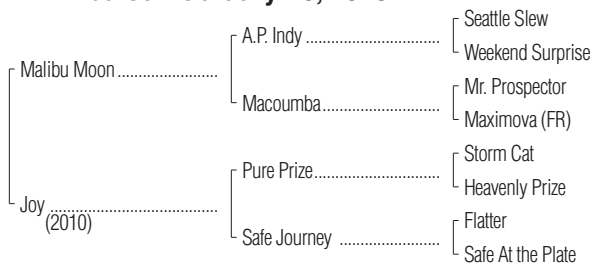 Seattle Slew
A.P. Indy
Weekend Surprise
Malibu Moon
Mr. Prospector
Macoumba
Maximova (FR)
Storm Cat
Pure Prize
Heavenly Prize
Joy
(2010)
Flatter
Safe Journey
Safe At the Plate